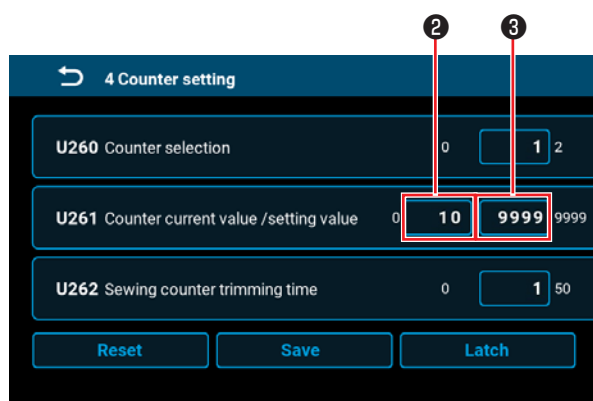 ❷ ❸
4 Counter setting
U260 Counter selection 0 1 2
U261 Counter current value /setting value 0 10 9999 9999
U262 Sewing counter trimming time 0 1 50
Reset Save Latch